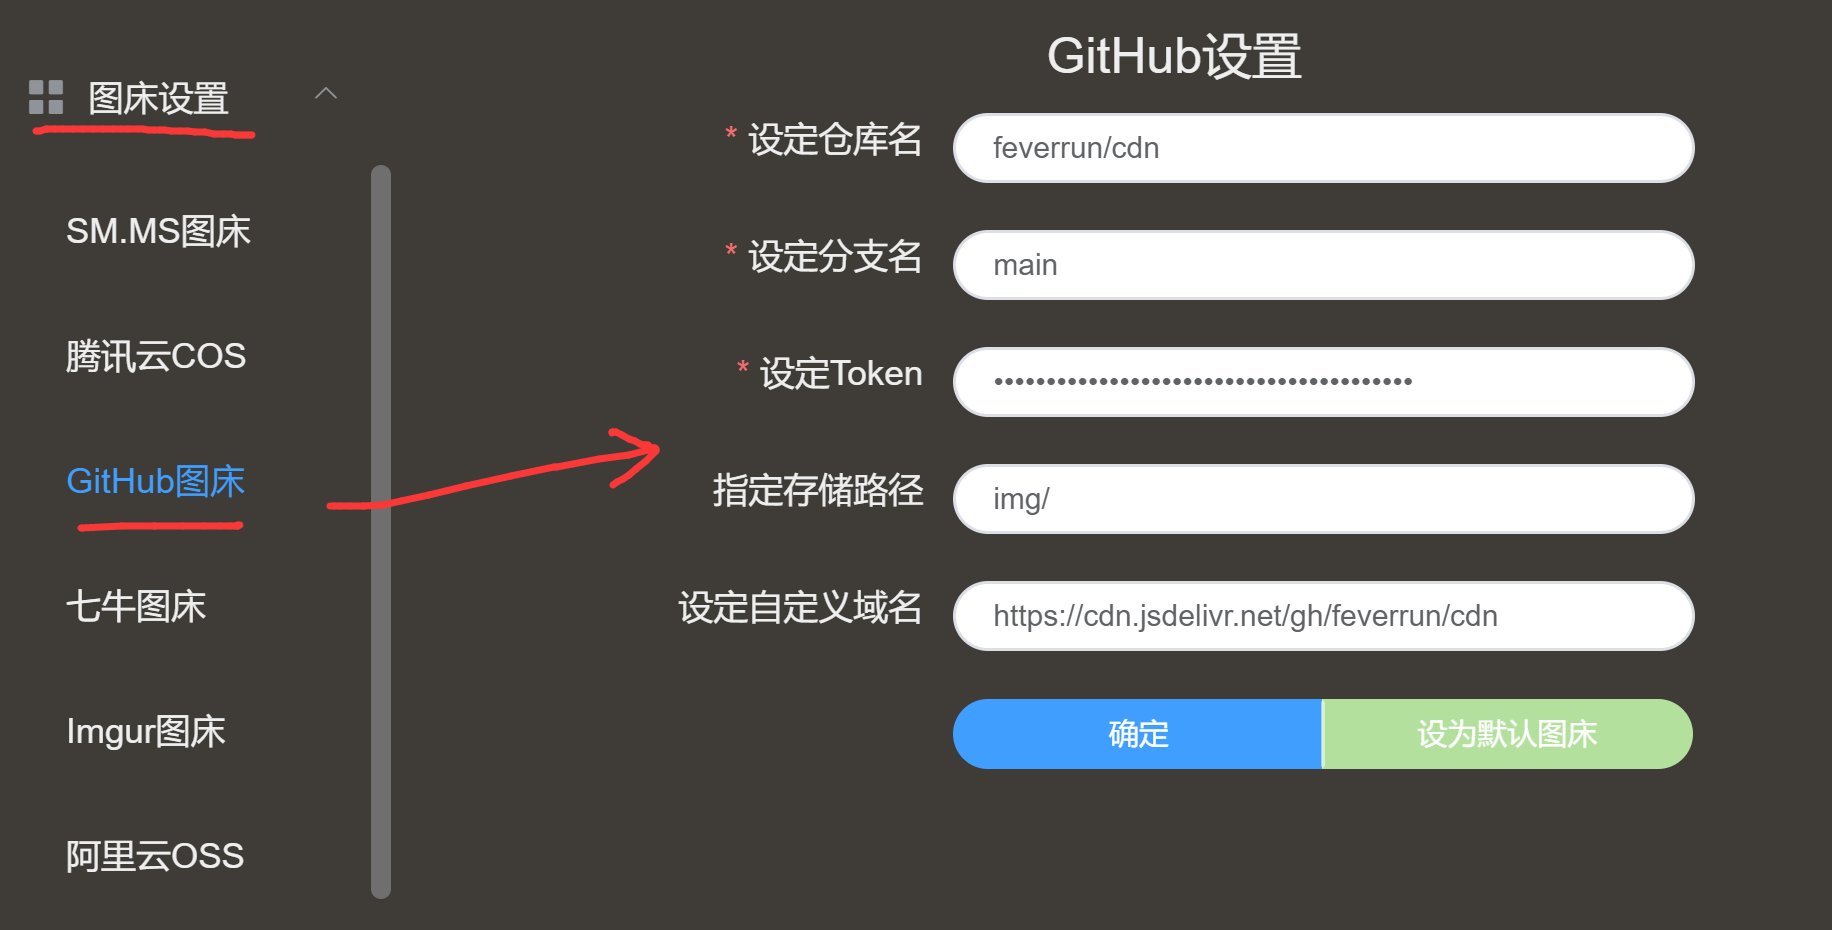 图床设置
SM.MS图床
腾讯云COS
GitHub图床
七牛图床
Imgur图床
阿里云OSS
GitHub设置
* 设定仓库名 feverrun/cdn
* 设定分支名 main
* 设定Token ••••••••••••••••••••••••••••••••••••••••
指定存储路径 img/
设定自定义域名 https://cdn.jsdelivr.net/gh/feverrun/cdn
确定 设为默认图床